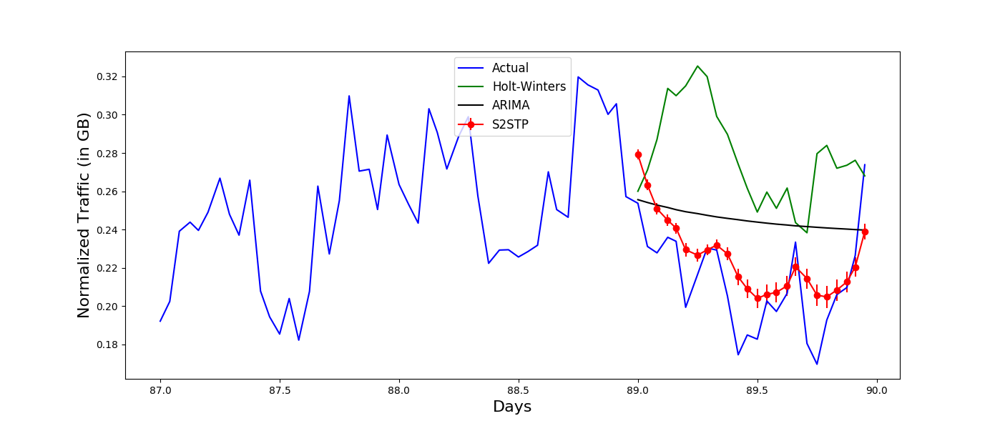 Normalized Traffic (in GB)
0.32
0.30
0.28
0.26
0.24
0.22
0.20
0.18
Actual
Holt-Winters
ARIMA
S2STP
87.0 87.5 88.0 88.5 89.0 89.5 90.0
Days